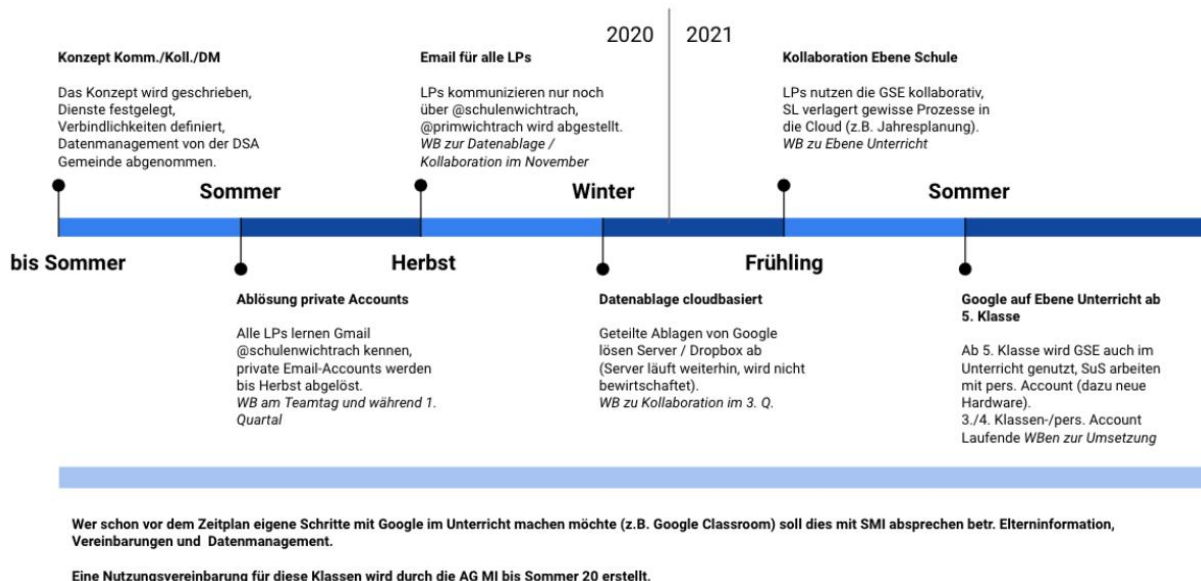 2020
2021
Konzept Komm./Koll./DM
Das Konzept wird geschrieben,
Dienste festgelegt,
Verbindlichkeiten definiert,
Datenmanagement von der DSA
Gemeinde abgenommen.
Email für alle LPs
LPs kommunizieren nur noch
über @schulenwichtrach,
@primwichtrach wird abgestellt.
WB zur Datenablage /
Kollaboration im November
Kollaboration Ebene Schule
LPs nutzen die GSE kollaborativ,
SL verlagert gewisse Prozesse in
die Cloud (z.B. Jahresplanung).
WB zu Ebene Unterricht
Sommer
Winter
Sommer
bis Sommer
Herbst
Frühling
Ablösung private Accounts
Alle LPs lernen Gmail
@schulenwichtrach kennen,
private Email-Accounts werden
bis Herbst abgelöst.
WB am Teamtag und während 1.
Quartal
Datenablage cloudbasiert
Geteilte Ablagen von Google
lösen Server / Dropbox ab
(Server läuft weiterhin, wird nicht
bewirtschaftet).
WB zu Kollaboration im 3. Q.
Google auf Ebene Unterricht ab
5. Klasse
Ab 5. Klasse wird GSE auch im
Unterricht genutzt, SuS arbeiten
mit pers. Account (dazu neue
Hardware).
3./4. Klassen-/pers. Account
Laufende WBen zur Umsetzung
Wer schon vor dem Zeitplan eigene Schritte mit Google im Unterricht machen möchte (z.B. Google Classroom) soll dies mit SMI absprechen betr. Elterninformation,
Vereinbarungen und Datenmanagement.
Eine Nutzungsvereinbarung für diese Klassen wird durch die AG MI bis Sommer 20 erstellt.